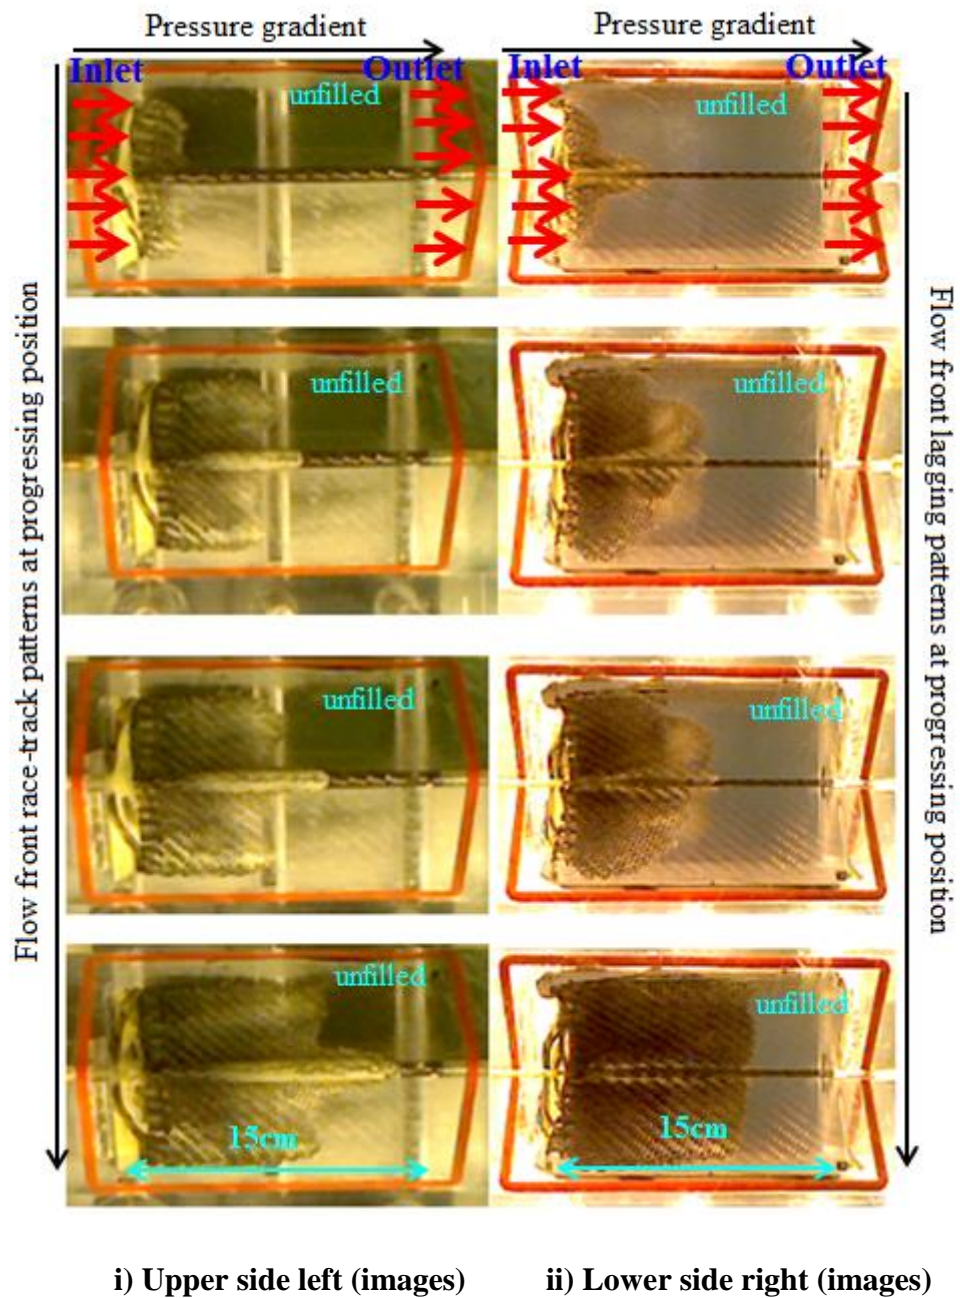 Pressure gradient
Pressure gradient
Inlet
Outlet
Inlet
Outlet
unfilled
unfilled
Flow front race-track patterns at progressing position
Flow front lagging patterns at progressing position
unfilled
unfilled
unfilled
unfilled
unfilled
unfilled
15cm
15cm
i) Upper side left (images)
ii) Lower side right (images)